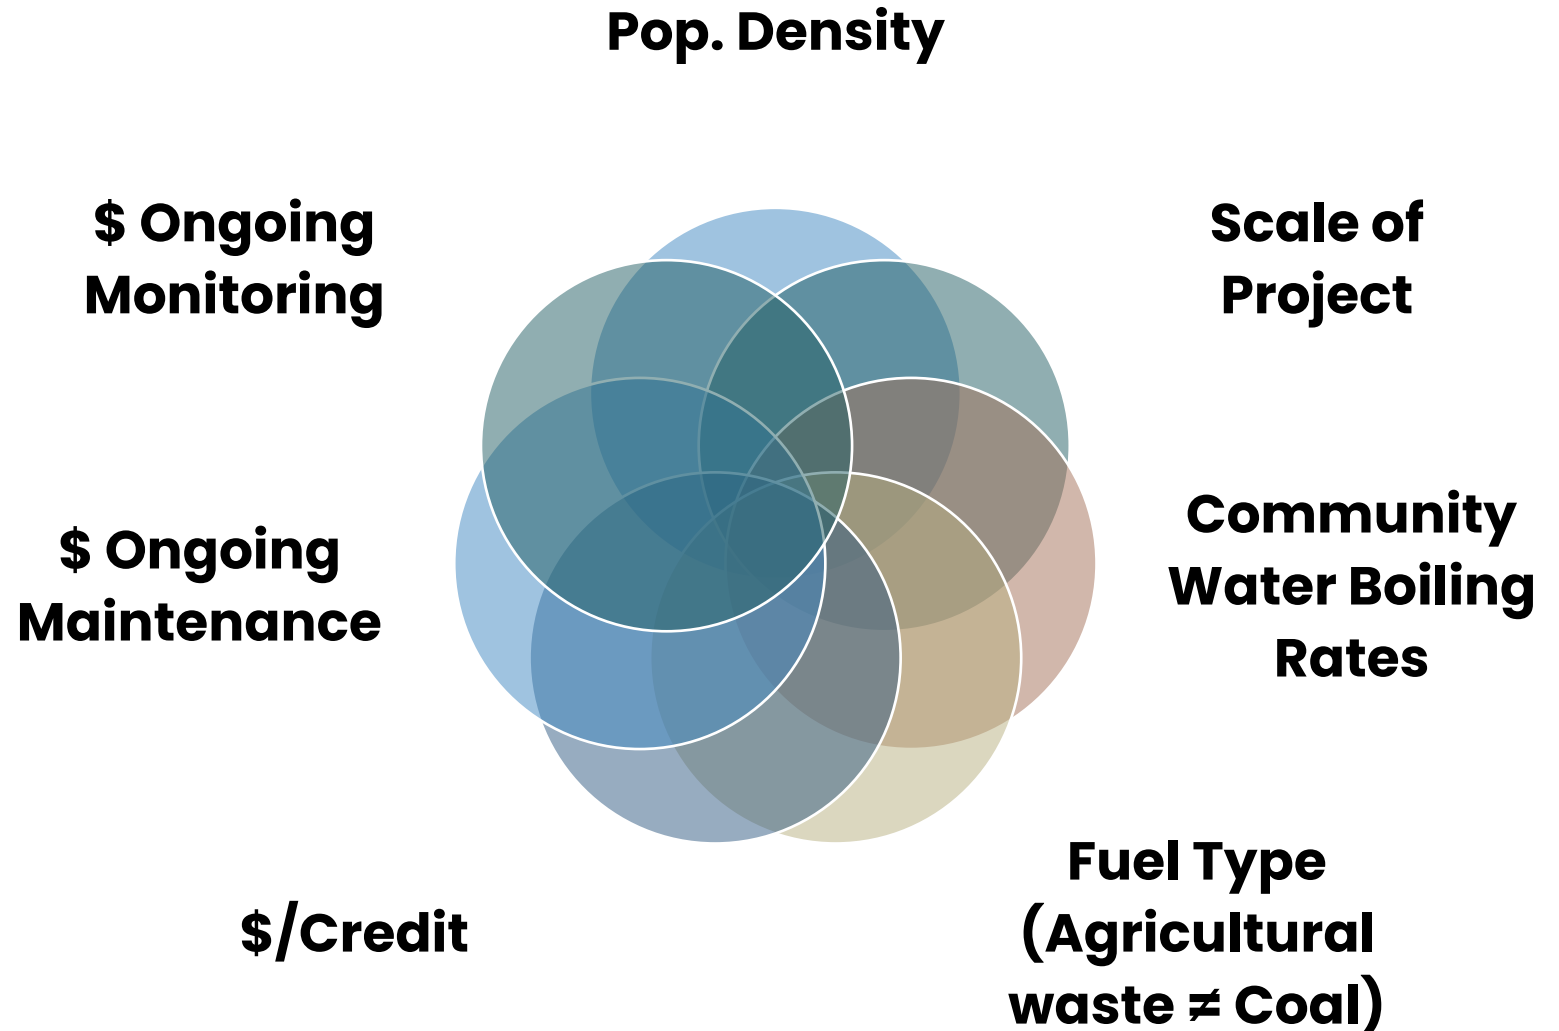 Pop. Density
$ Ongoing
Monitoring
Scale of
Project
$ Ongoing
Maintenance
Community
Water Boiling
Rates
$/Credit
Fuel Type
(Agricultural
waste ≠ Coal)